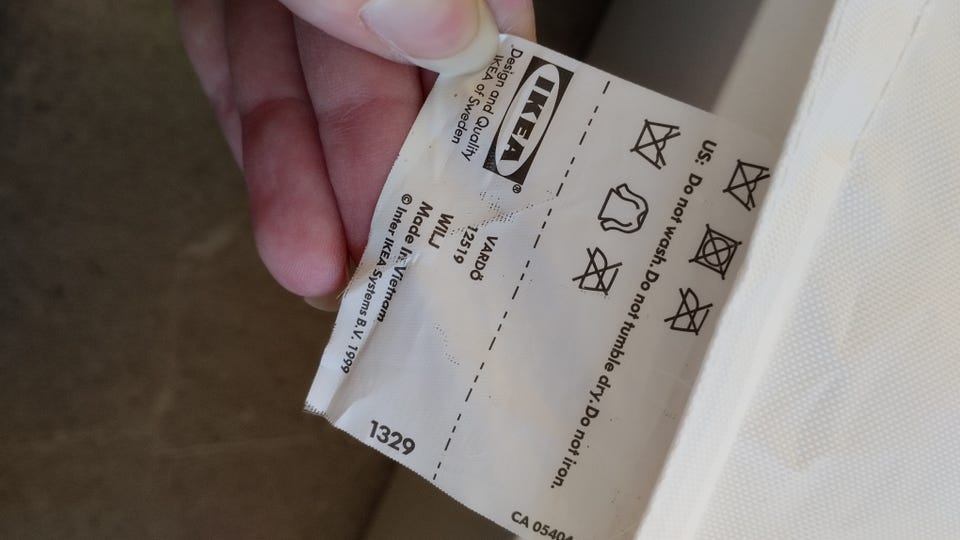 Design and Quality
IKEA of Sweden
IKEA®
VARDÖ
12519
WILJ
Made In Vietnam
© Inter IKEA Systems B.V. 1999
1329
US: Do not wash. Do not tumble dry. Do not iron.
CA 05404